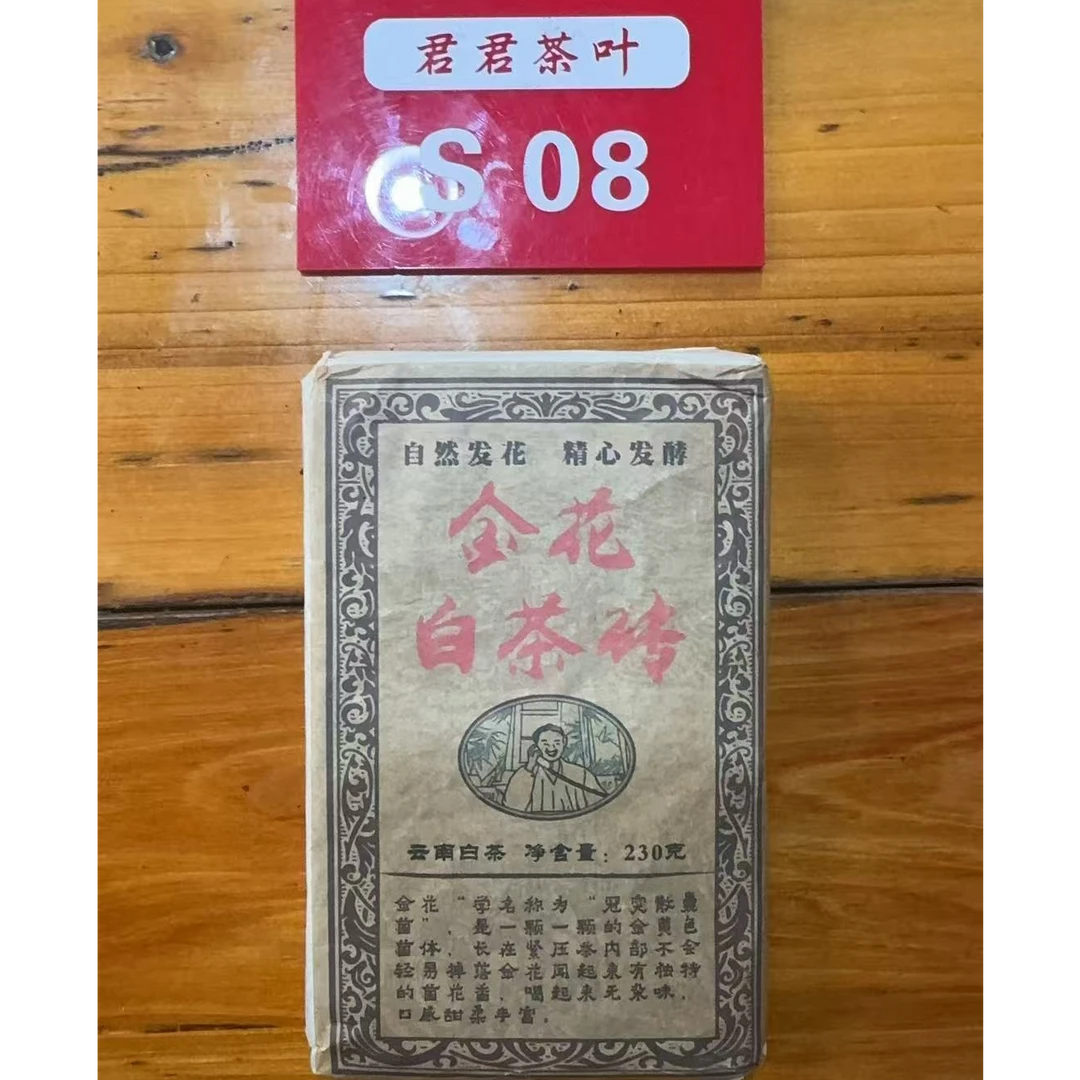 君君茶叶
S 08
自然发花 精心发酵
金花
白茶砖
云南白茶 净含量：230克
金花“学名称为“冠突散囊
菌”，是一颗一颗的金黄色
菌体，长在紧压茶内部不会
轻易掉落金花闻起来有独特
的菌花香，喝起来无杂味，
口感甜柔丰富。